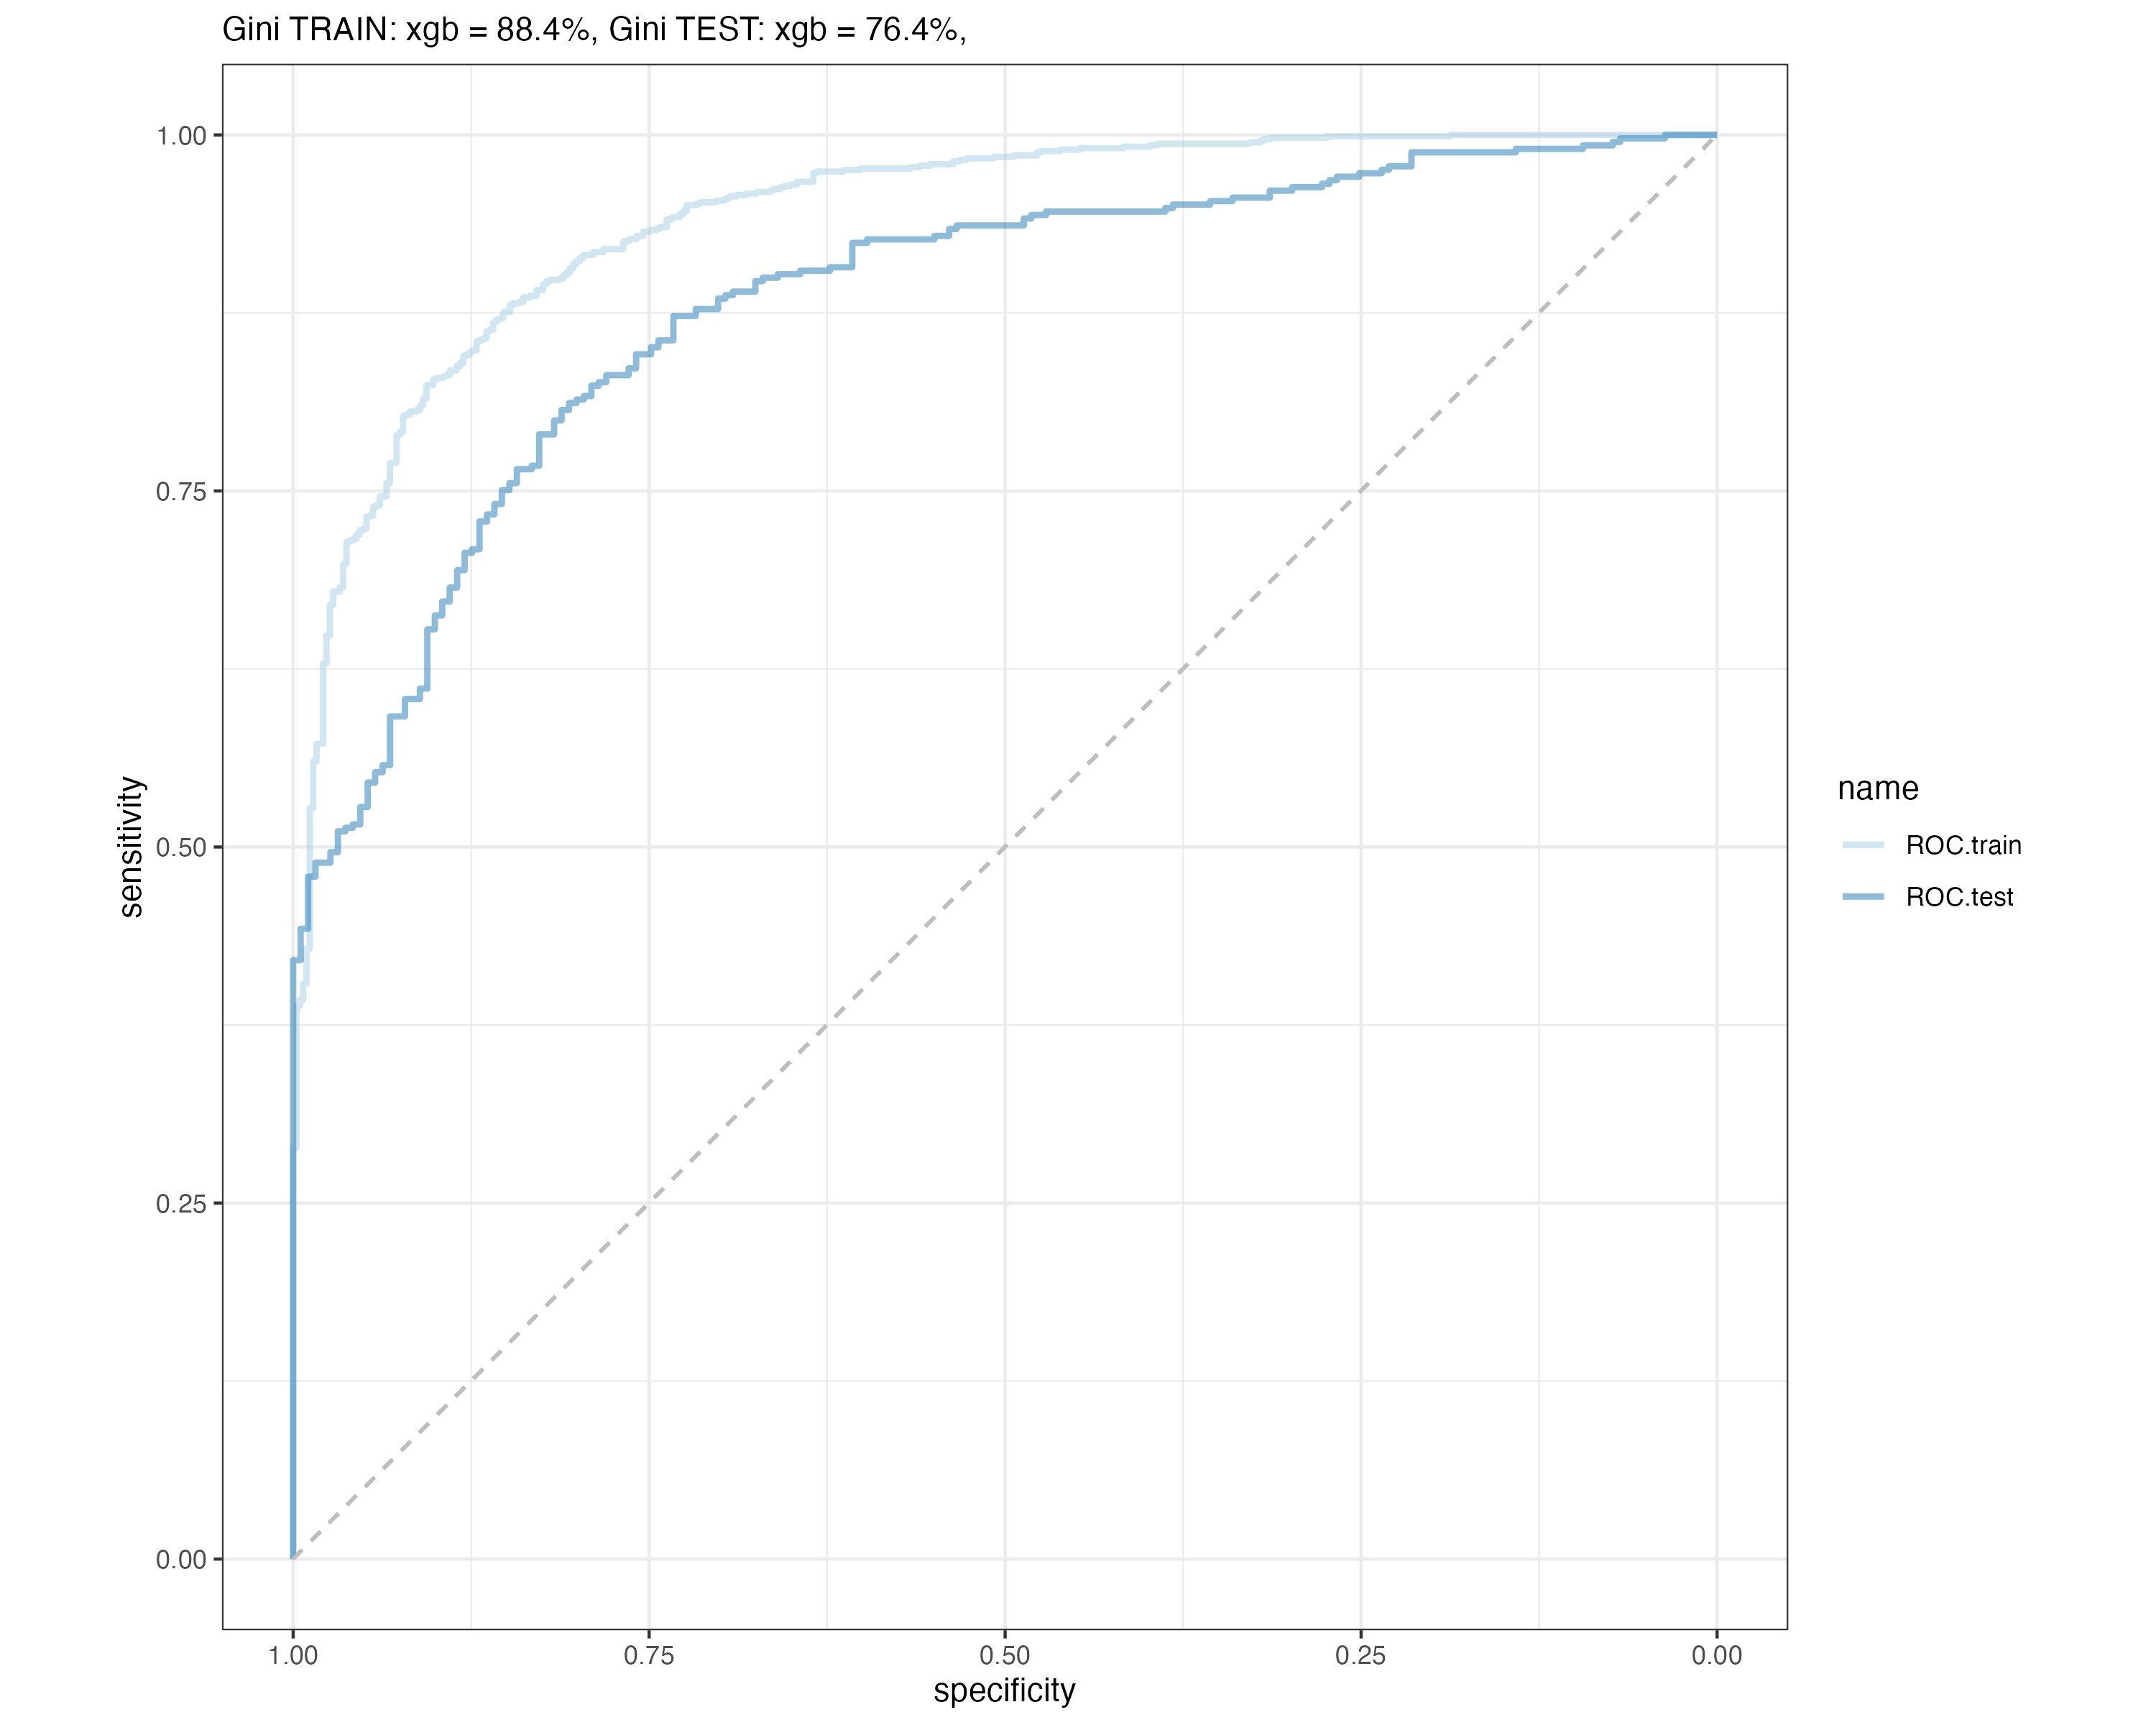 Gini TRAIN: xgb = 88.4%, Gini TEST: xgb = 76.4%,
1.00
0.75
0.50
0.25
0.00
sensitivity
1.00 0.75 0.50 0.25 0.00
specificity
name
ROC.train
ROC.test